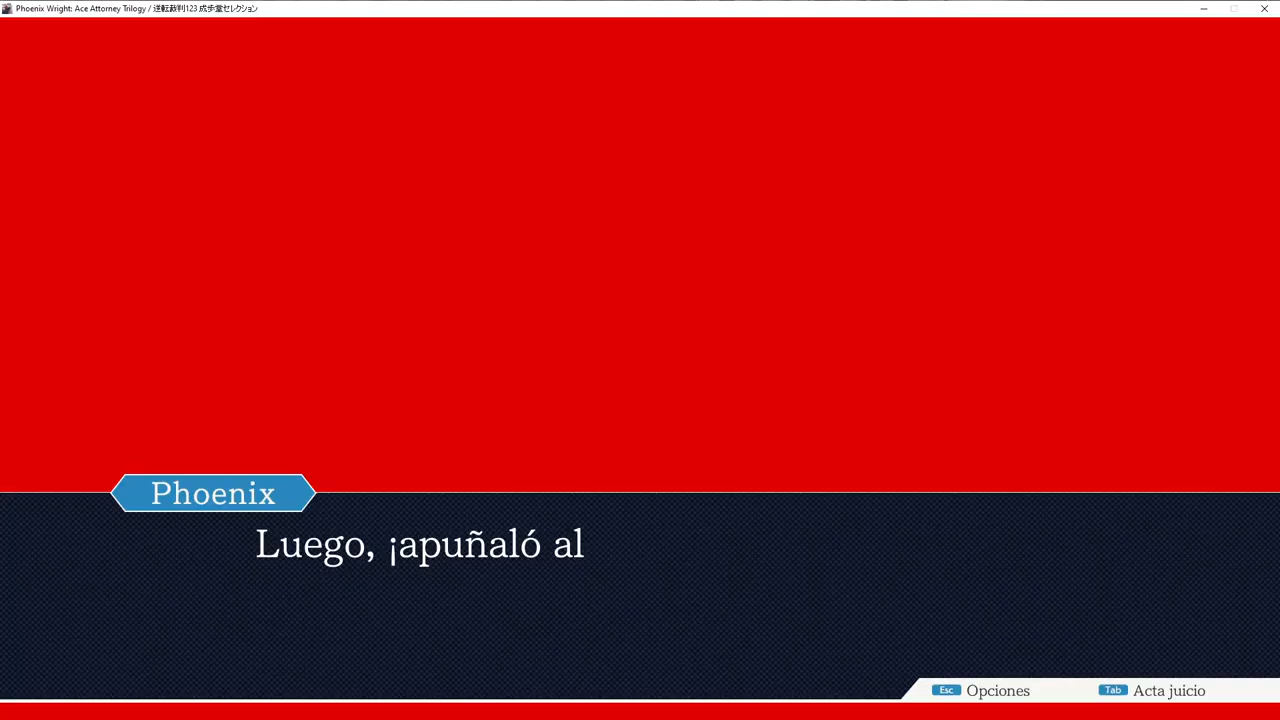 Phoenix Wright: Ace Attorney Trilogy / 逆転裁判123 成歩堂セレクション
Phoenix
Luego, ¡apuñaló al
Esc Opciones Tab Acta juicio